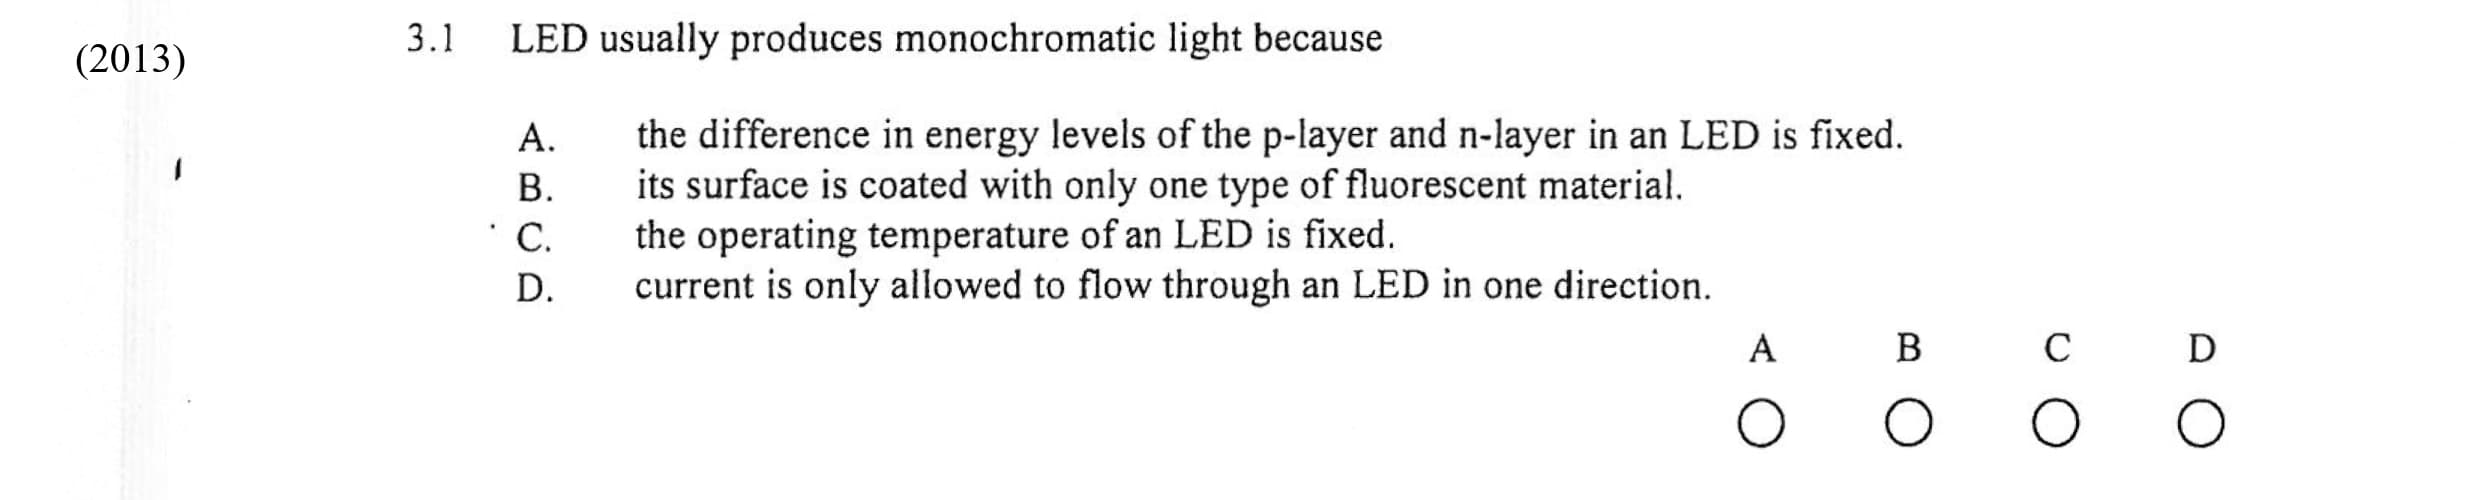 (2013)
3.1 LED usually produces monochromatic light because
A. the difference in energy levels of the p-layer and n-layer in an LED is fixed.
B. its surface is coated with only one type of fluorescent material.
C. the operating temperature of an LED is fixed.
D. current is only allowed to flow through an LED in one direction.
A B C D